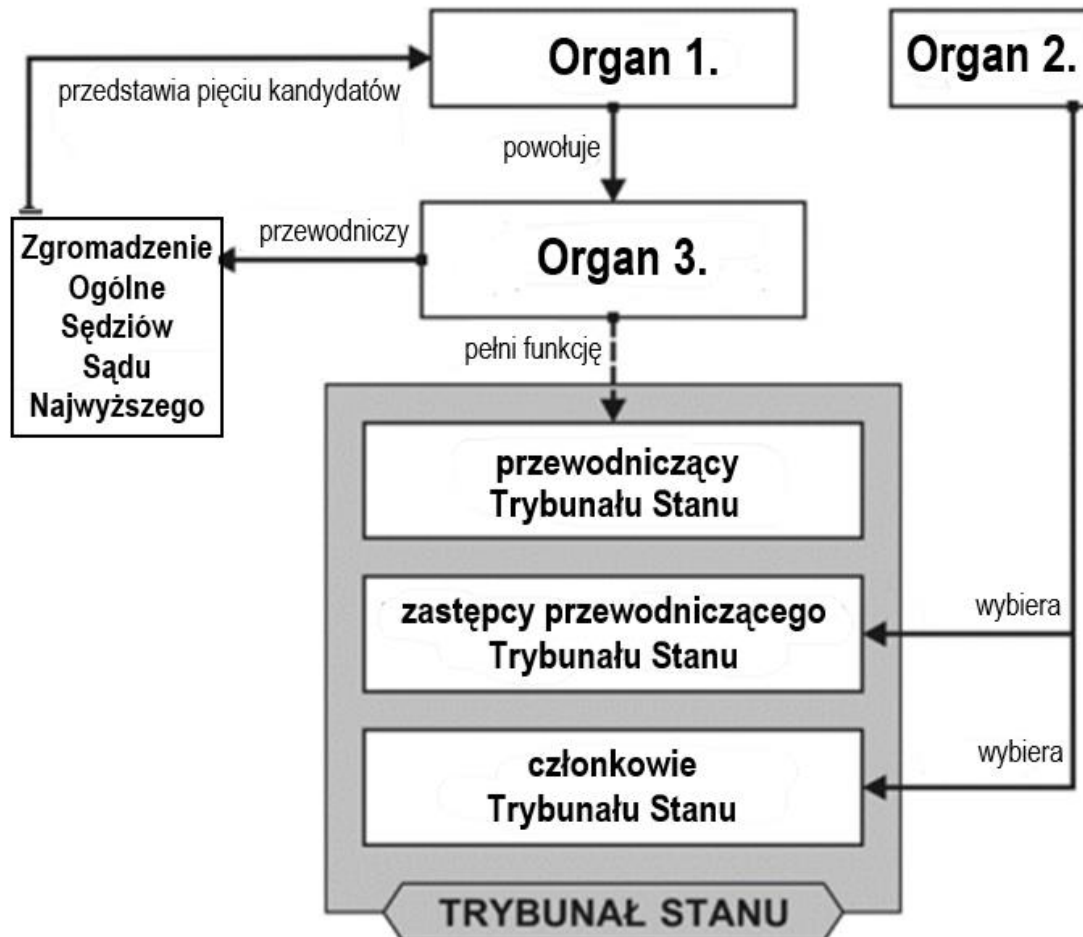 Organ 1.
Organ 2.
przedstawia pięciu kandydatów
powołuje
Zgromadzenie
Ogólne
Sędziów
Sądu
Najwyższego
przewodniczy
Organ 3.
pełni funkcję
przewodniczący
Trybunału Stanu
zastępcy przewodniczącego
Trybunału Stanu
wybiera
członkowie
Trybunału Stanu
wybiera
TRYBUNAŁ STANU